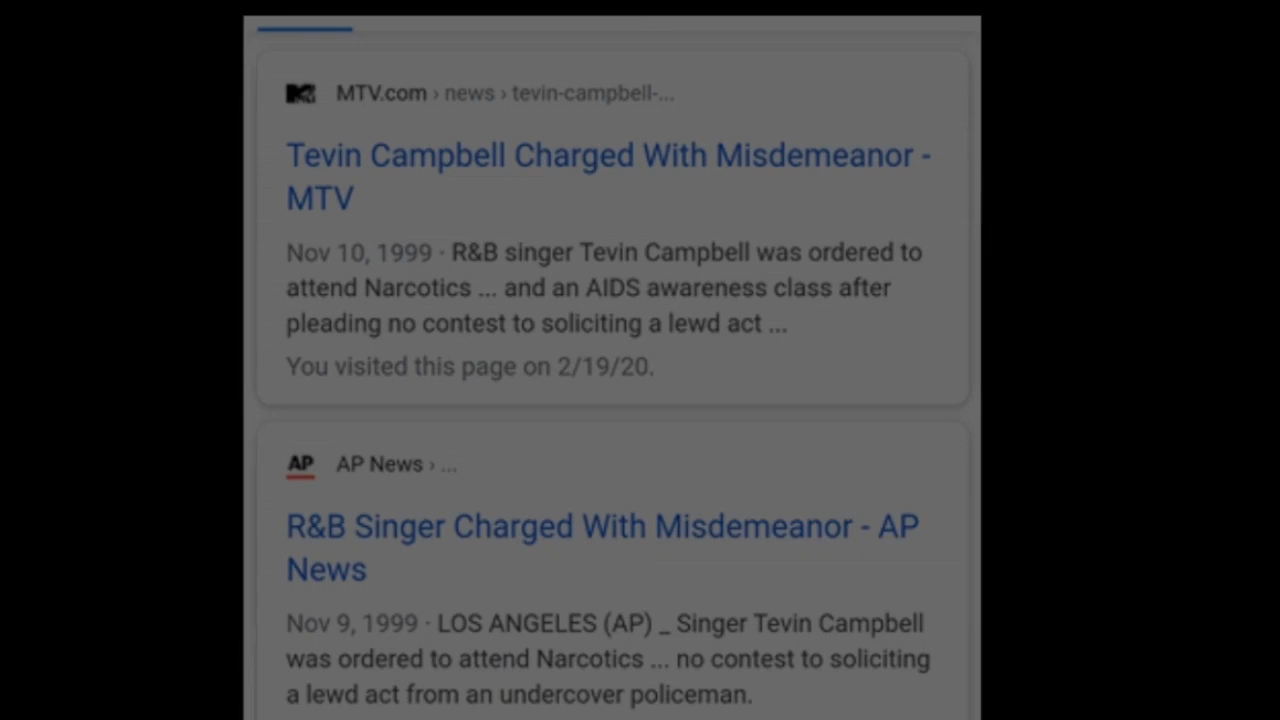 MTV.com › news › tevin-campbell-...
Tevin Campbell Charged With Misdemeanor -
MTV
Nov 10, 1999 · R&B singer Tevin Campbell was ordered to
attend Narcotics ... and an AIDS awareness class after
pleading no contest to soliciting a lewd act ...
You visited this page on 2/19/20.
AP AP News › ...
R&B Singer Charged With Misdemeanor - AP
News
Nov 9, 1999 · LOS ANGELES (AP) _ Singer Tevin Campbell
was ordered to attend Narcotics ... no contest to soliciting
a lewd act from an undercover policeman.